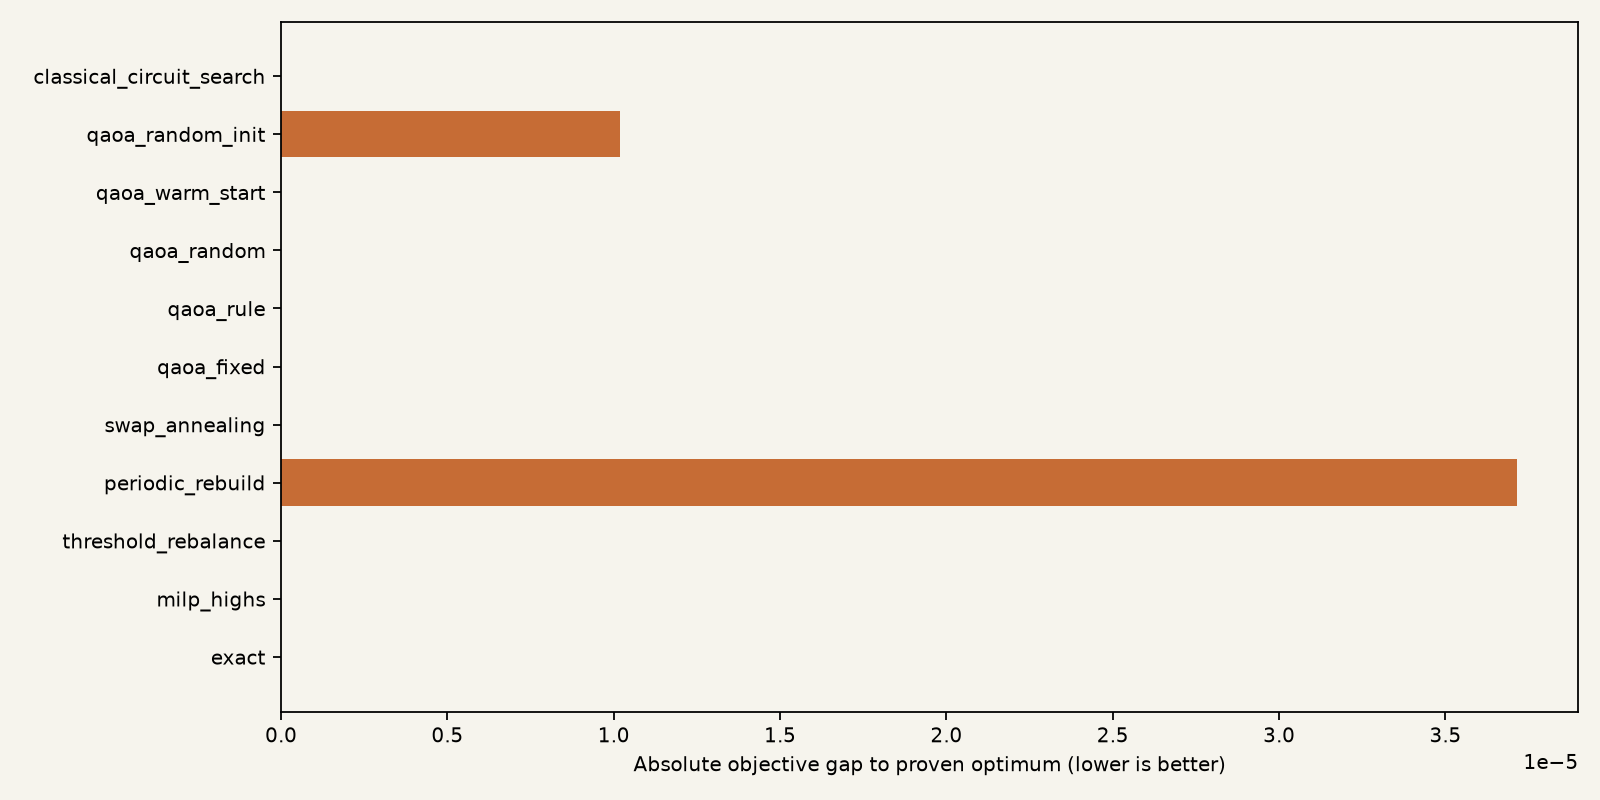 classical_circuit_search
qaoa_random_init
qaoa_warm_start
qaoa_random
qaoa_rule
qaoa_fixed
swap_annealing
periodic_rebuild
threshold_rebalance
milp_highs
exact
0.0 0.5 1.0 1.5 2.0 2.5 3.0 3.5
Absolute objective gap to proven optimum (lower is better)
1e−5